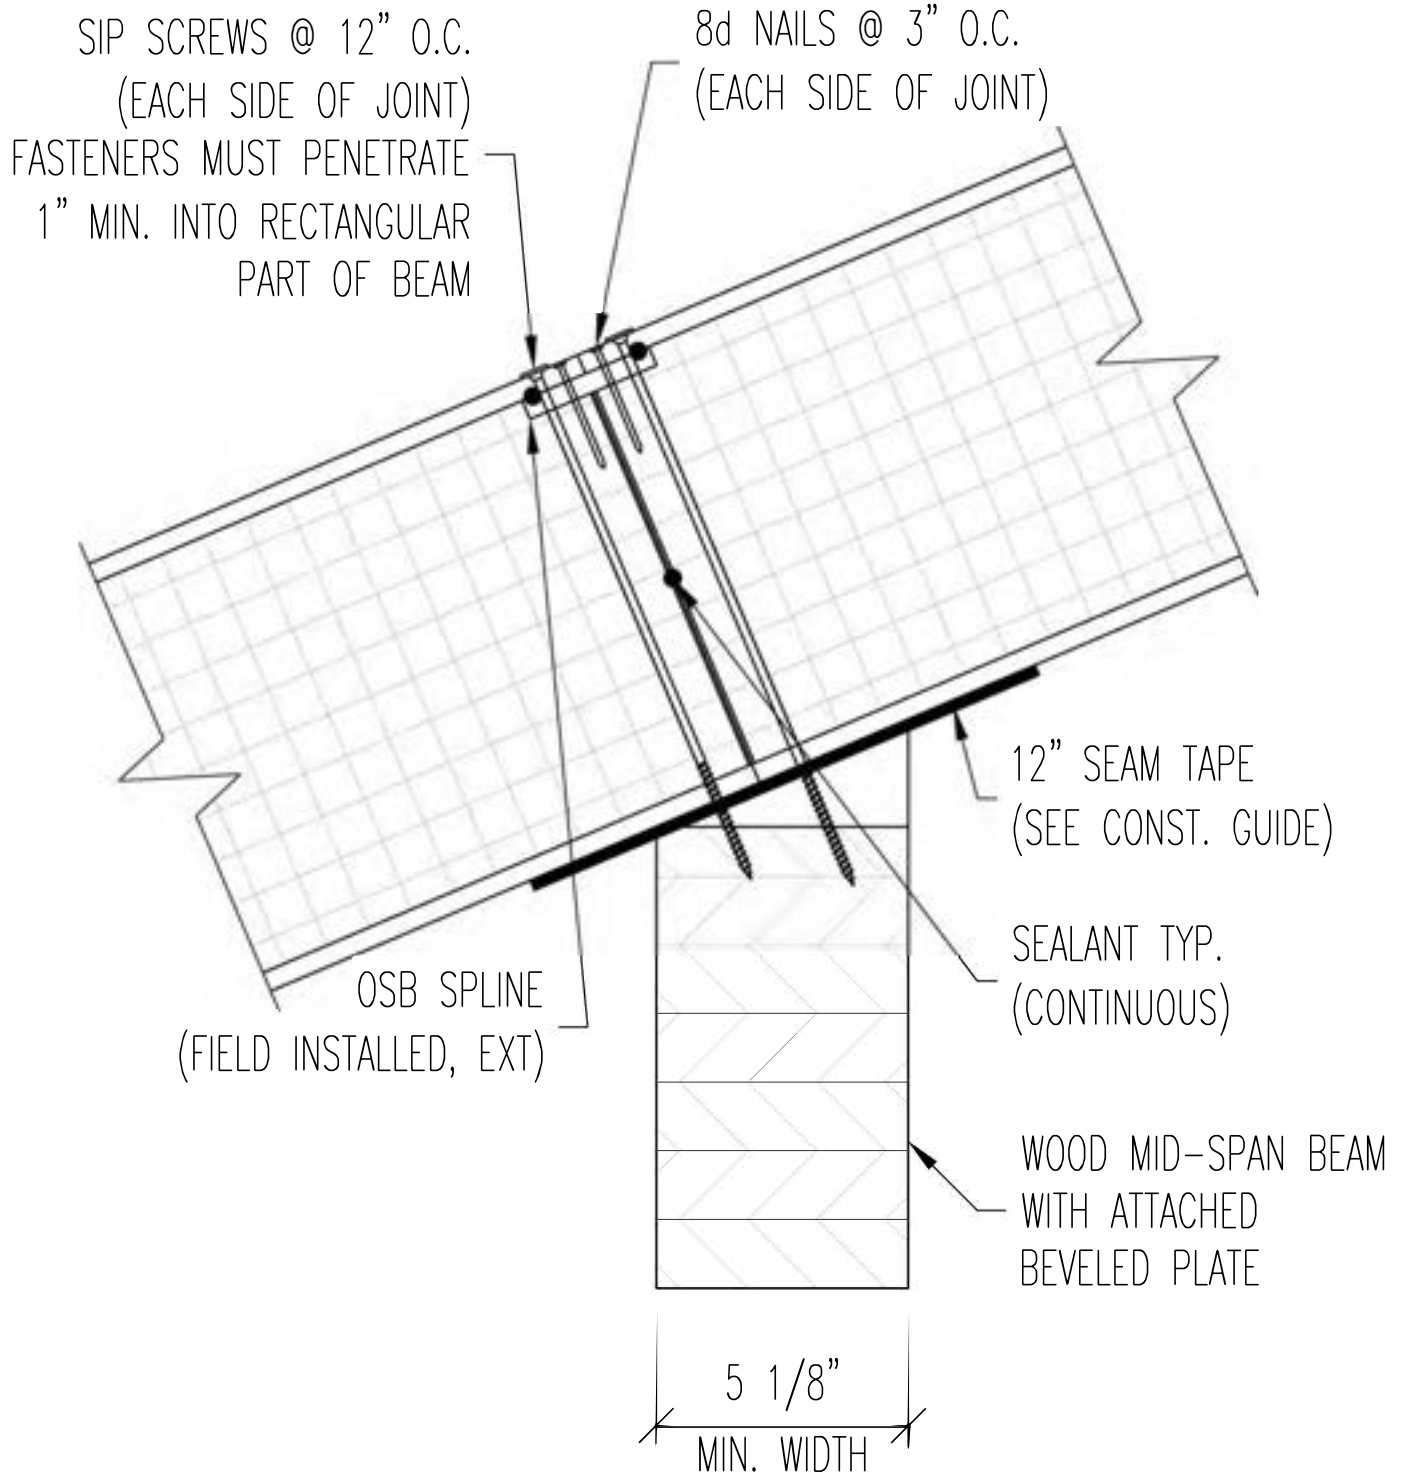 SIP SCREWS @ 12" O.C.
(EACH SIDE OF JOINT)
FASTENERS MUST PENETRATE
1" MIN. INTO RECTANGULAR
PART OF BEAM
8d NAILS @ 3" O.C.
(EACH SIDE OF JOINT)
12" SEAM TAPE
(SEE CONST. GUIDE)
SEALANT TYP.
(CONTINUOUS)
OSB SPLINE
(FIELD INSTALLED, EXT)
WOOD MID-SPAN BEAM
WITH ATTACHED
BEVELED PLATE
5 1/8"
MIN. WIDTH